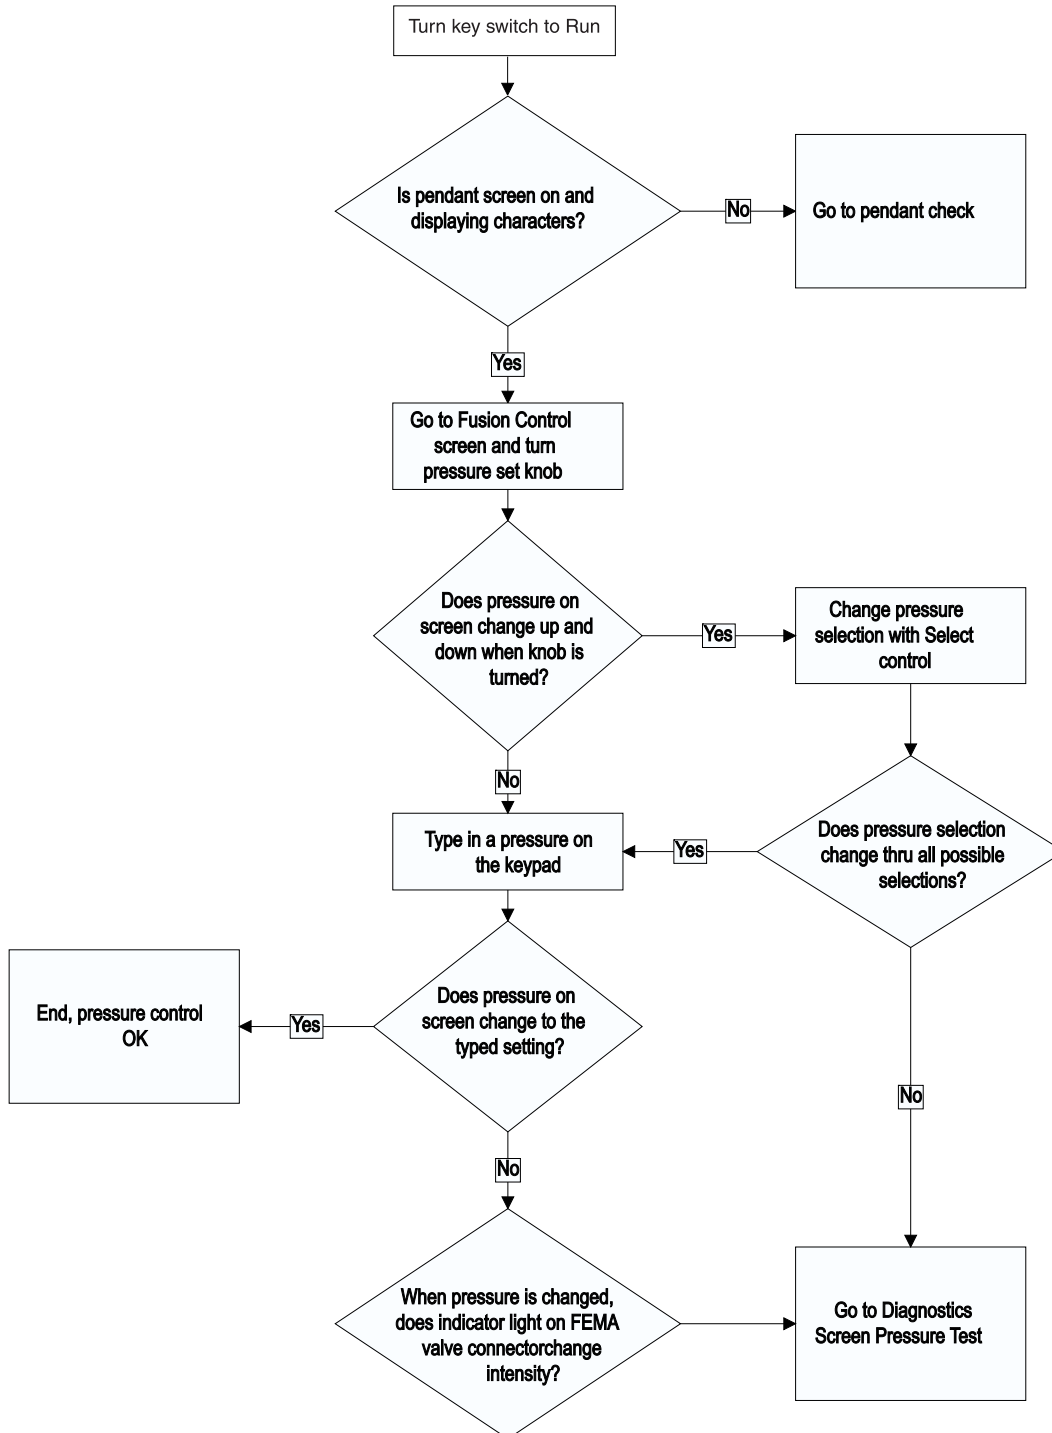 Turn key switch to Run
Is pendant screen on and
displaying characters?
No
Go to pendant check
Yes
Go to Fusion Control
screen and turn
pressure set knob
Does pressure on
screen change up and
down when knob is
turned?
Yes
Change pressure
selection with Select
control
No
Type in a pressure on
the keypad
Yes
Does pressure selection
change thru all possible
selections?
End, pressure control
OK
Yes
Does pressure on
screen change to the
typed setting?
No
No
When pressure is changed,
does indicator light on FEMA
valve connectorchange
intensity?
Go to Diagnostics
Screen Pressure Test